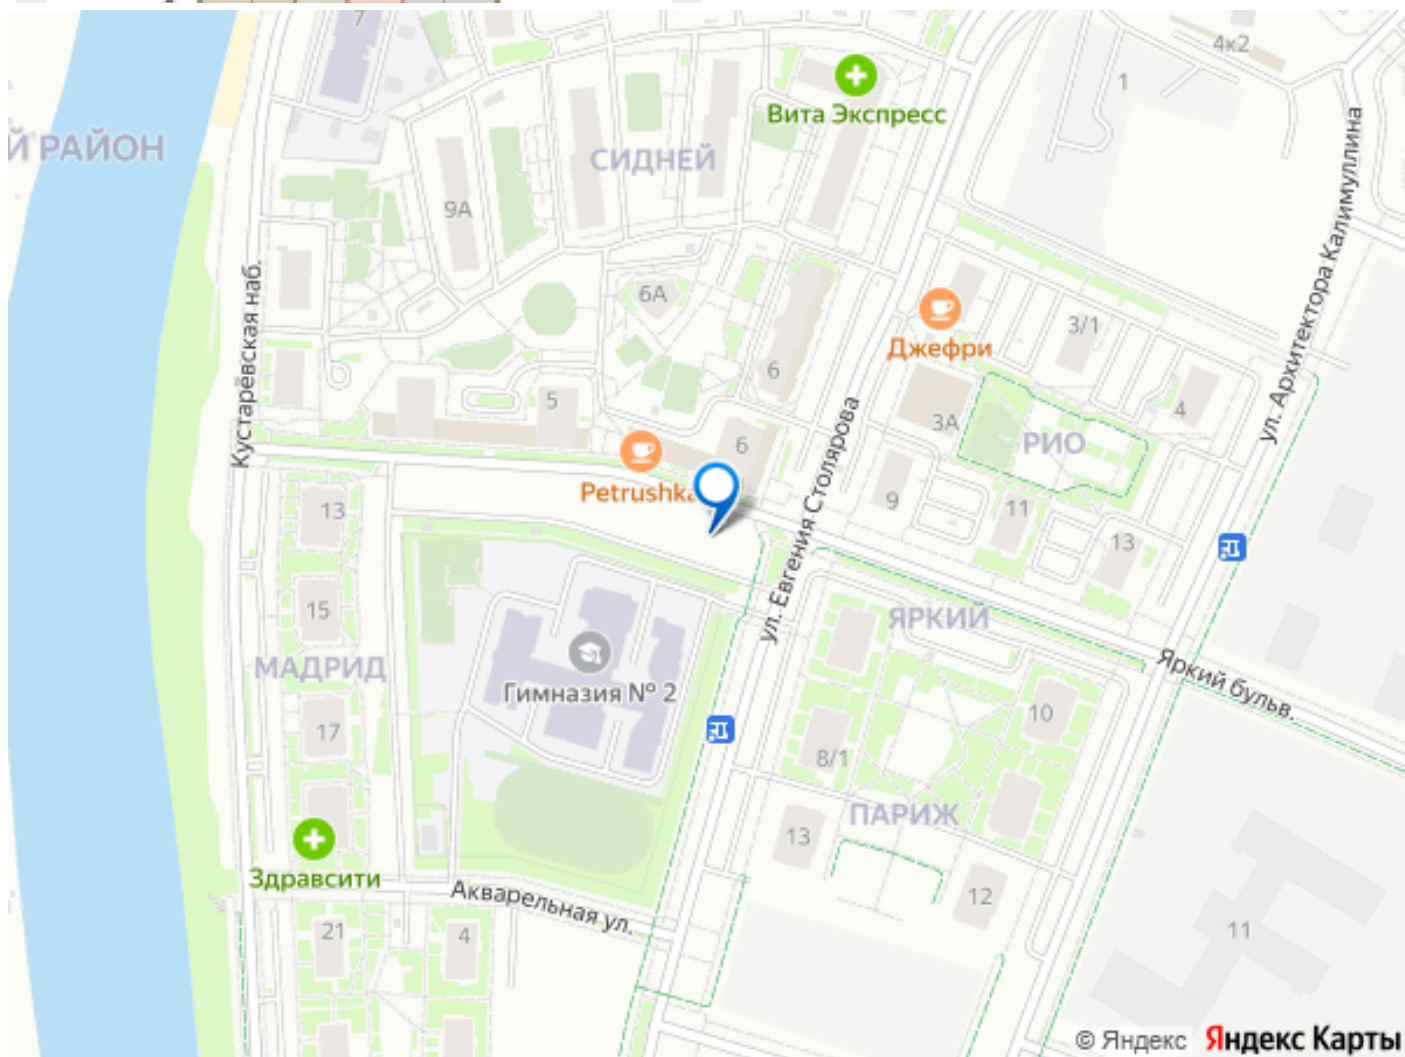 7
4к2
1
Вита Экспресс
Й РАЙОН
СИДНЕЙ
9А
ул. Архитектора Калимуллина
Кустарёвская наб.
6А
3/1
Джефри
6
5
4
3А
РИО
6
ул. Евгения Столярова
Petrushka
13
9
11
13
15
ЯРКИЙ
МАДРИД
Гимназия № 2
Яркий бульв.
17
10
8/1
ПАРИЖ
13
Здравсити
Акварельная ул.
12
21
4
11
© Яндекс Яндекс Карты